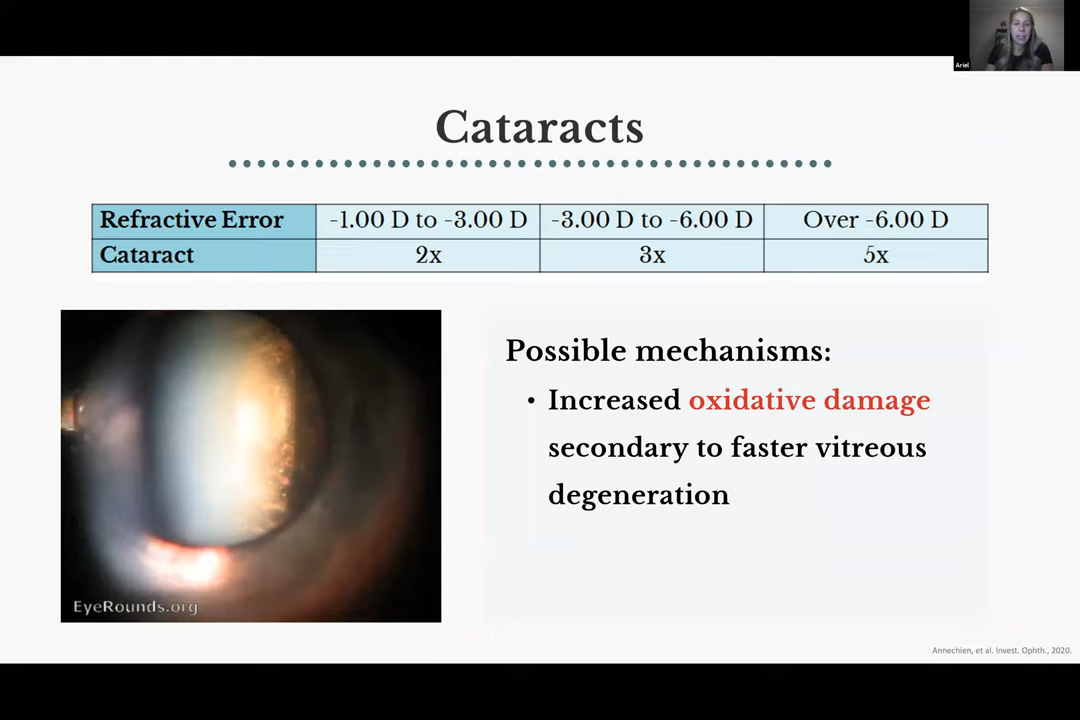 Ariel
Cataracts
Refractive Error -1.00 D to -3.00 D -3.00 D to -6.00 D Over -6.00 D
Cataract 2x 3x 5x
Possible mechanisms:
• Increased oxidative damage
secondary to faster vitreous
degeneration
EyeRounds.org
Annechien, et al. Invest. Ophth., 2020.